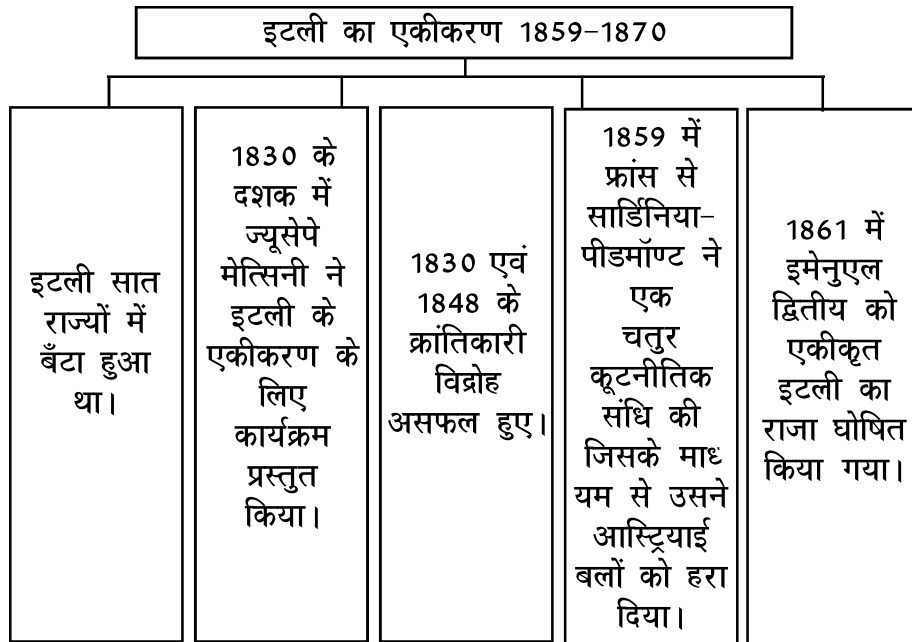 इटली का एकीकरण 1859-1870
इटली सात
राज्यों में
बँटा हुआ
था।
1830 के
दशक में
ज्यूसेपे
मेत्सिनी ने
इटली के
एकीकरण के
लिए
कार्यक्रम
प्रस्तुत
किया।
1830 एवं
1848 के
क्रांतिकारी
विद्रोह
असफल हुए।
1859 में
फ्रांस से
सार्डिनिया-
पीडमॉण्ट ने
एक
चतुर
कूटनीतिक
संधि की
जिसके माध्
यम से उसने
आस्ट्रियाई
बलों को हरा
दिया।
1861 में
इमेनुएल
द्वितीय को
एकीकृत
इटली का
राजा घोषित
किया गया।